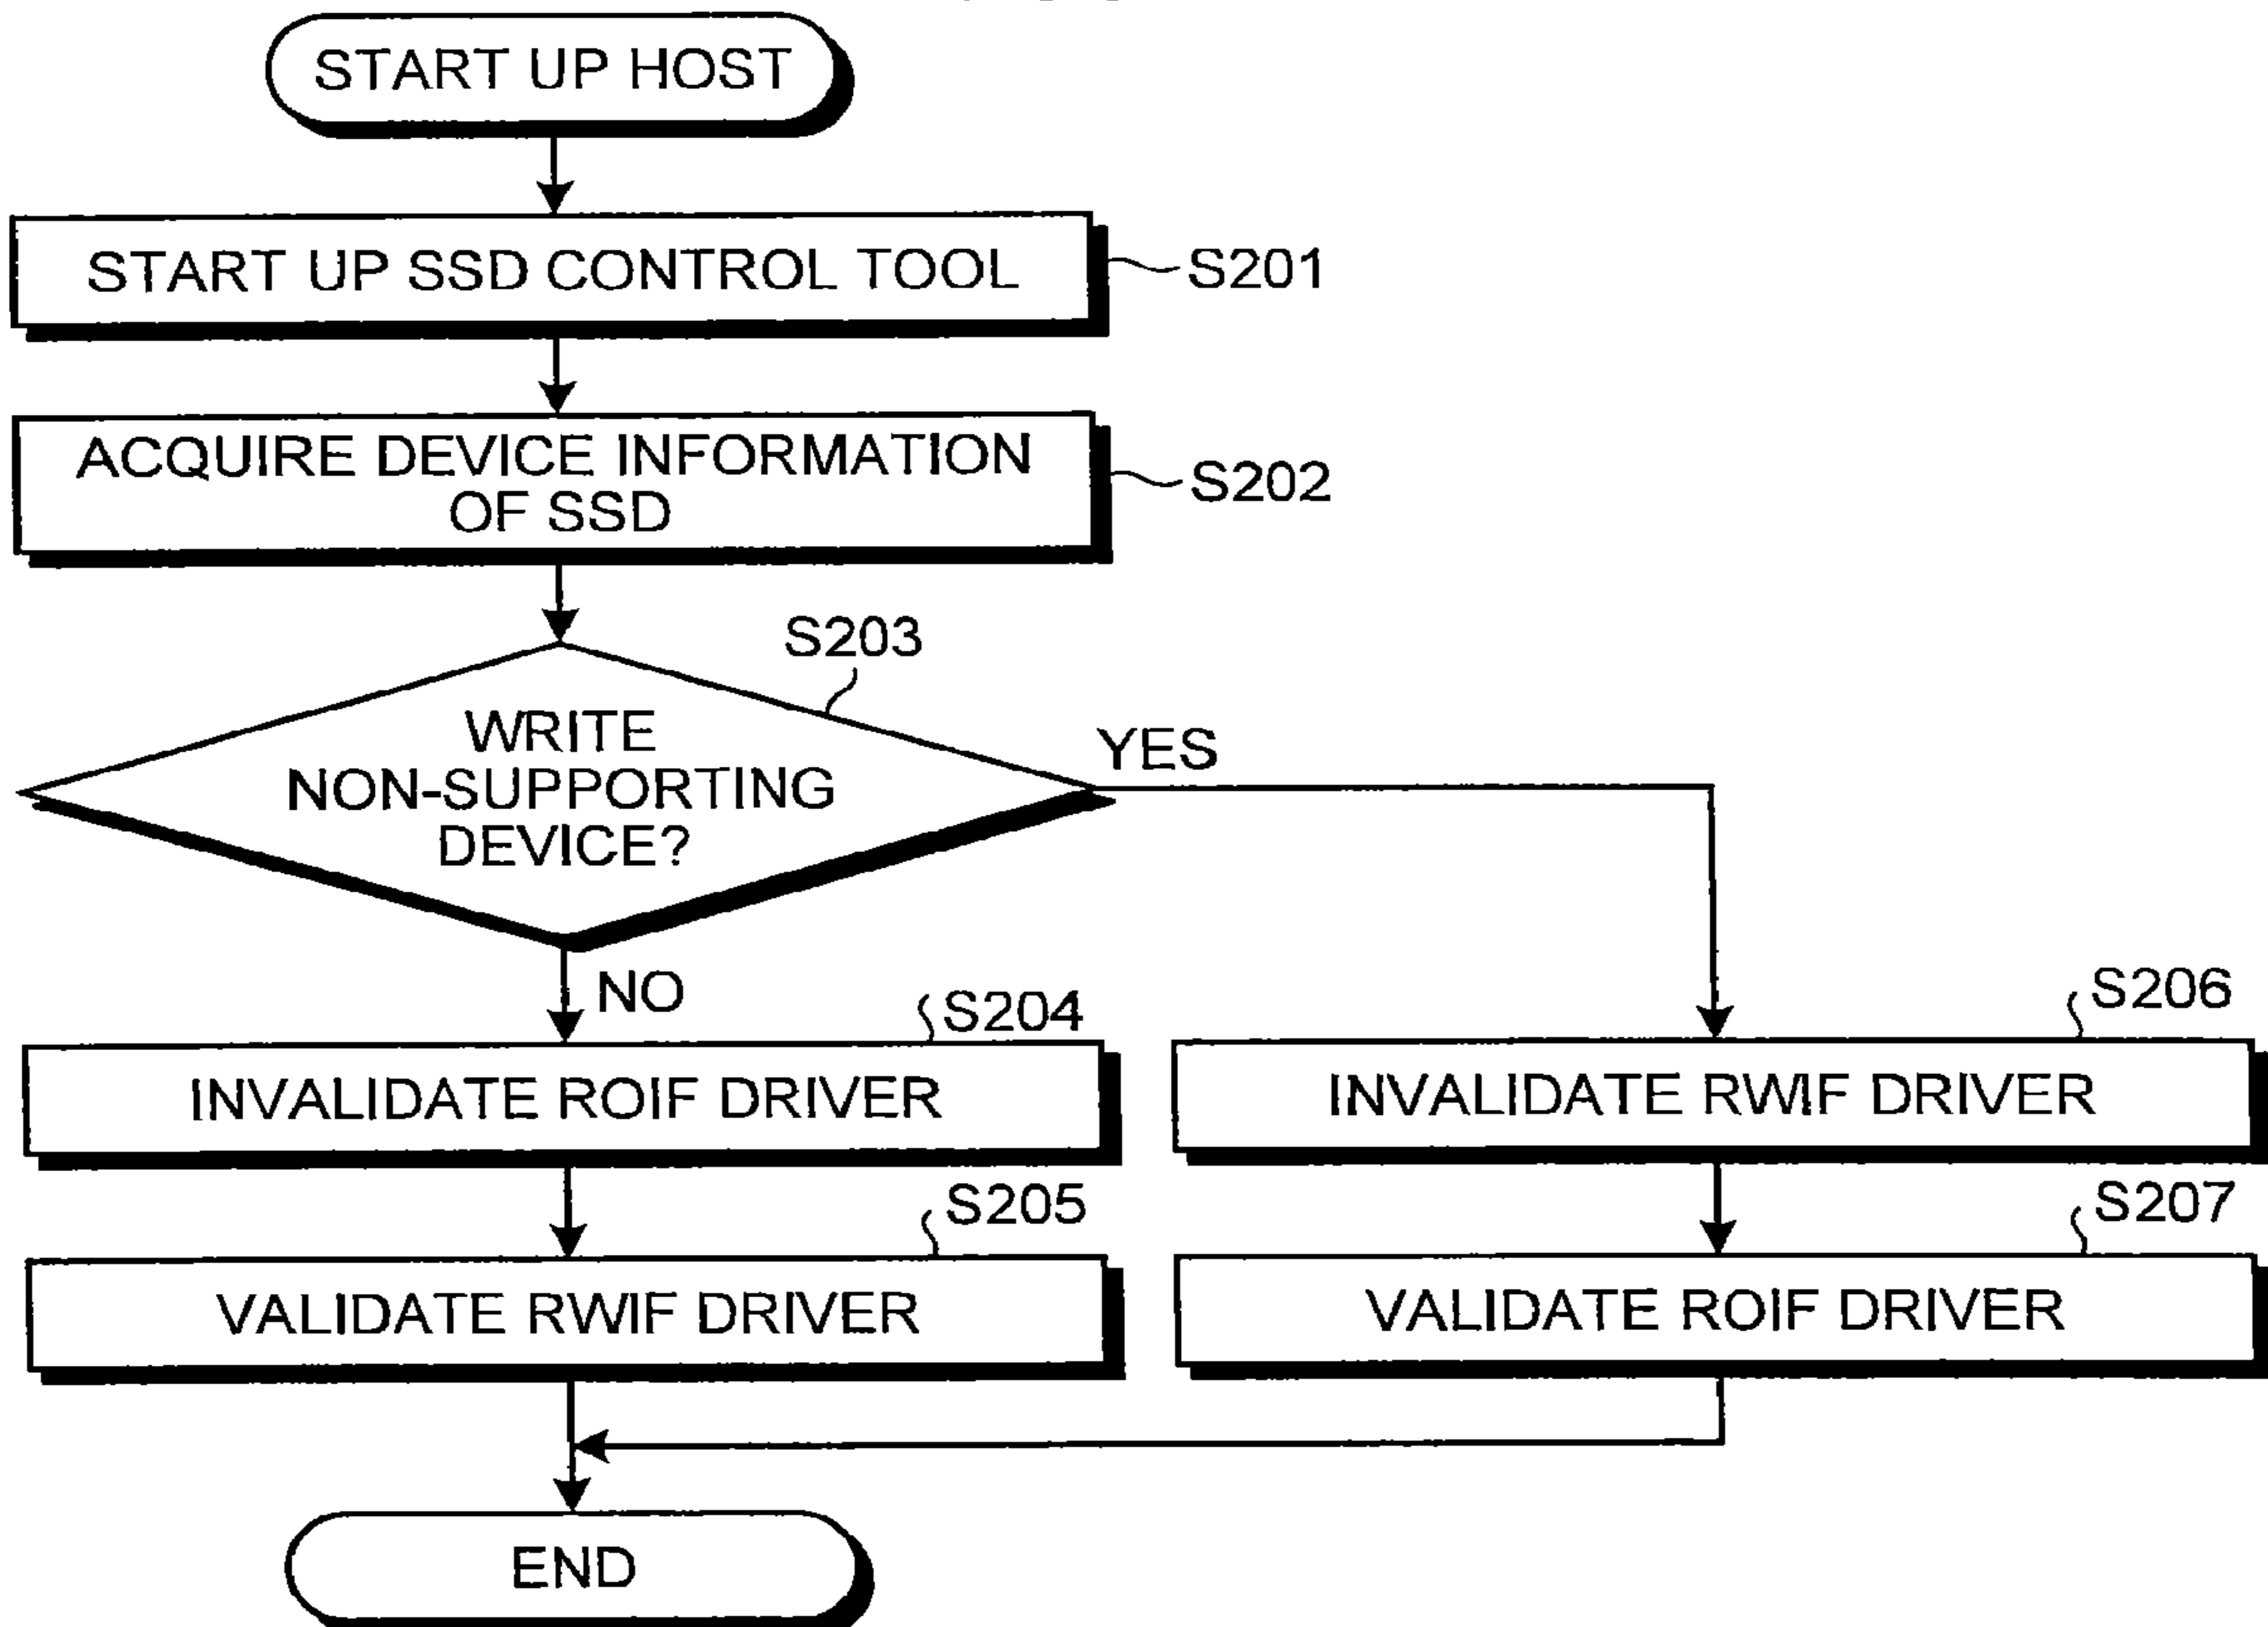 START UP HOST
START UP SSD CONTROL TOOL
S201
ACQUIRE DEVICE INFORMATION
OF SSD
S202
S203
WRITE
NON-SUPPORTING
DEVICE?
YES
NO
S204
INVALIDATE ROIF DRIVER
S206
INVALIDATE RWIF DRIVER
S205
VALIDATE RWIF DRIVER
S207
VALIDATE ROIF DRIVER
END